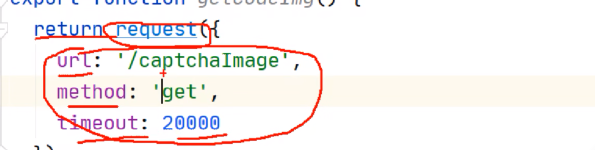 export function getCodeImg() {
return request({
url: '/captchaImage',
method: 'get',
timeout: 20000
})